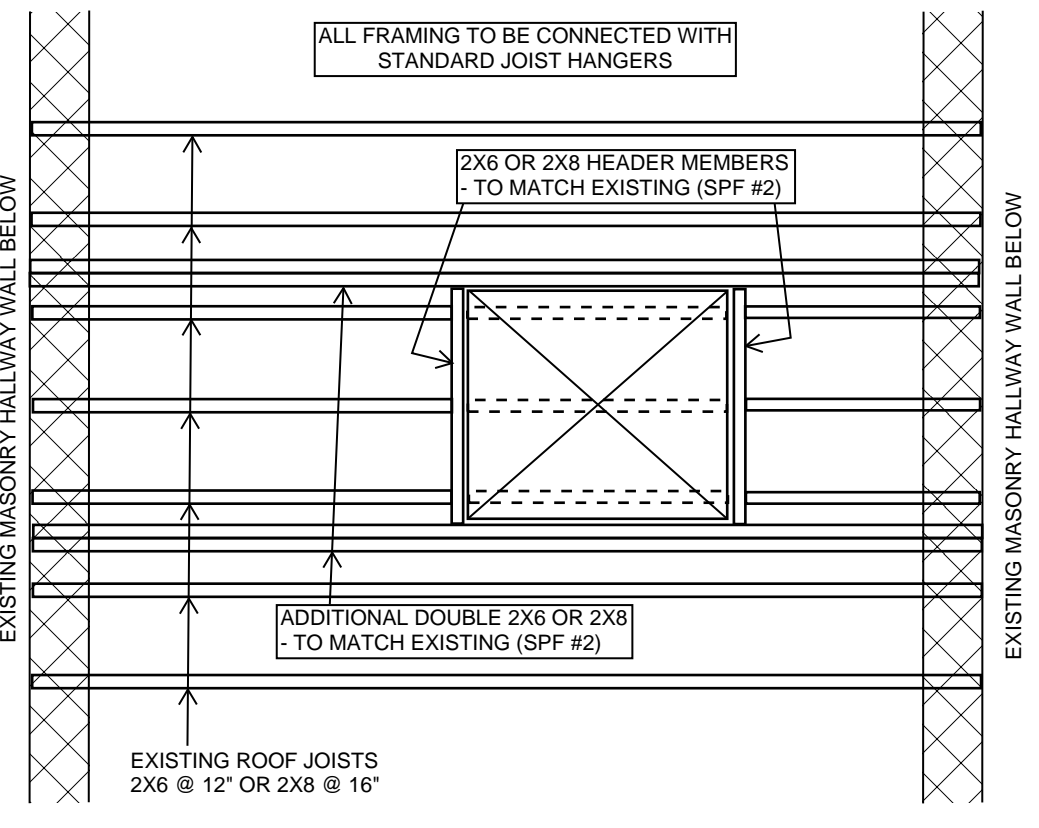 ALL FRAMING TO BE CONNECTED WITH
STANDARD JOIST HANGERS
2X6 OR 2X8 HEADER MEMBERS
- TO MATCH EXISTING (SPF #2)
EXISTING MASONRY HALLWAY WALL BELOW
EXISTING MASONRY HALLWAY WALL BELOW
ADDITIONAL DOUBLE 2X6 OR 2X8
- TO MATCH EXISTING (SPF #2)
EXISTING ROOF JOISTS
2X6 @ 12" OR 2X8 @ 16"